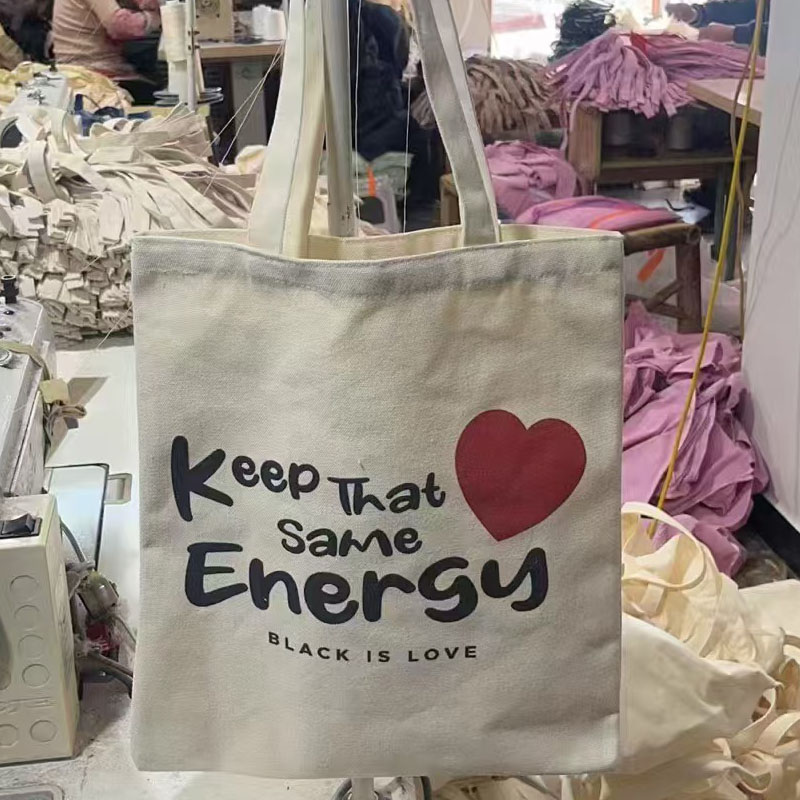 Keep That
Same
Energy
BLACK IS LOVE